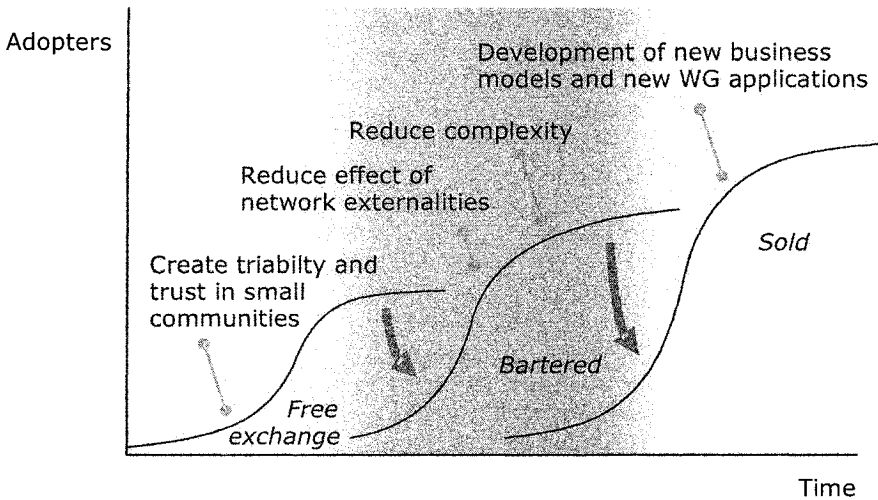 Adopters
Development of new business
models and new WG applications
Reduce complexity
Reduce effect of
network externalities
Create triabilty and
trust in small
communities
Sold
Bartered
Free
exchange
Time